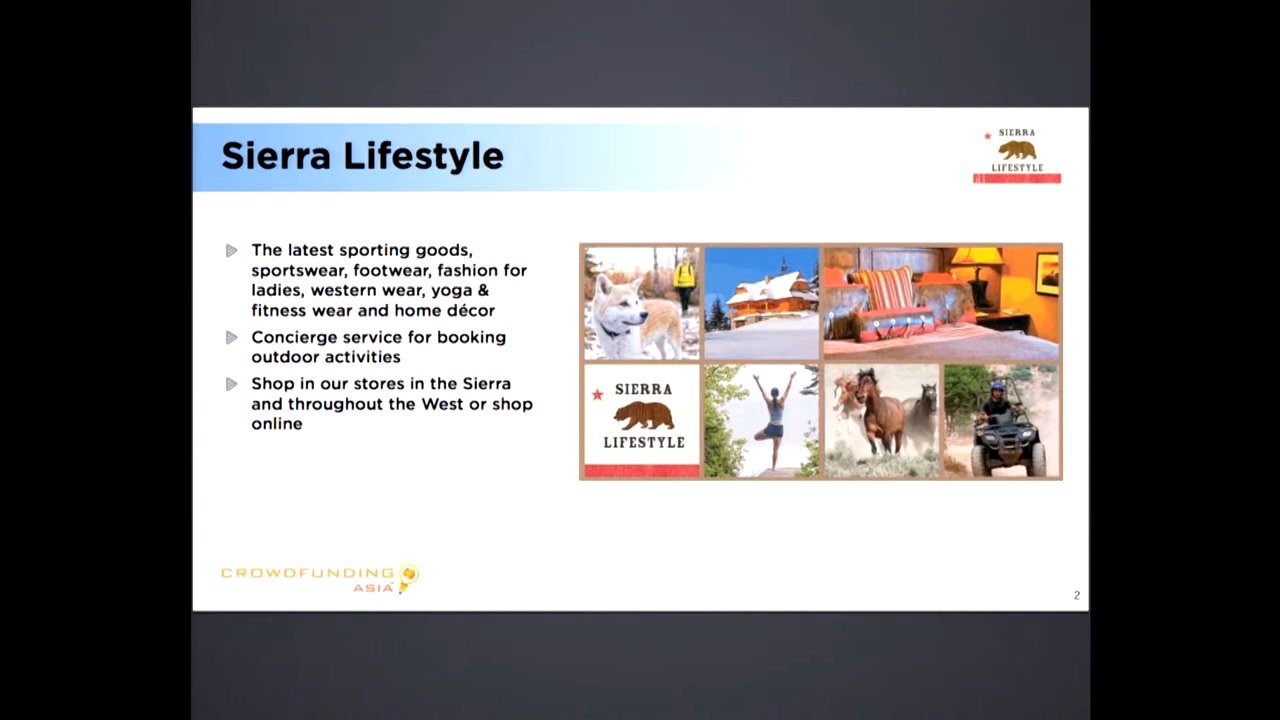 Sierra Lifestyle
SIERRA
LIFESTYLE
The latest sporting goods,
sportswear, footwear, fashion for
ladies, western wear, yoga &
fitness wear and home décor
Concierge service for booking
outdoor activities
Shop in our stores in the Sierra
and throughout the West or shop
online
SIERRA
LIFESTYLE
CROWDFUNDING
ASIA
2